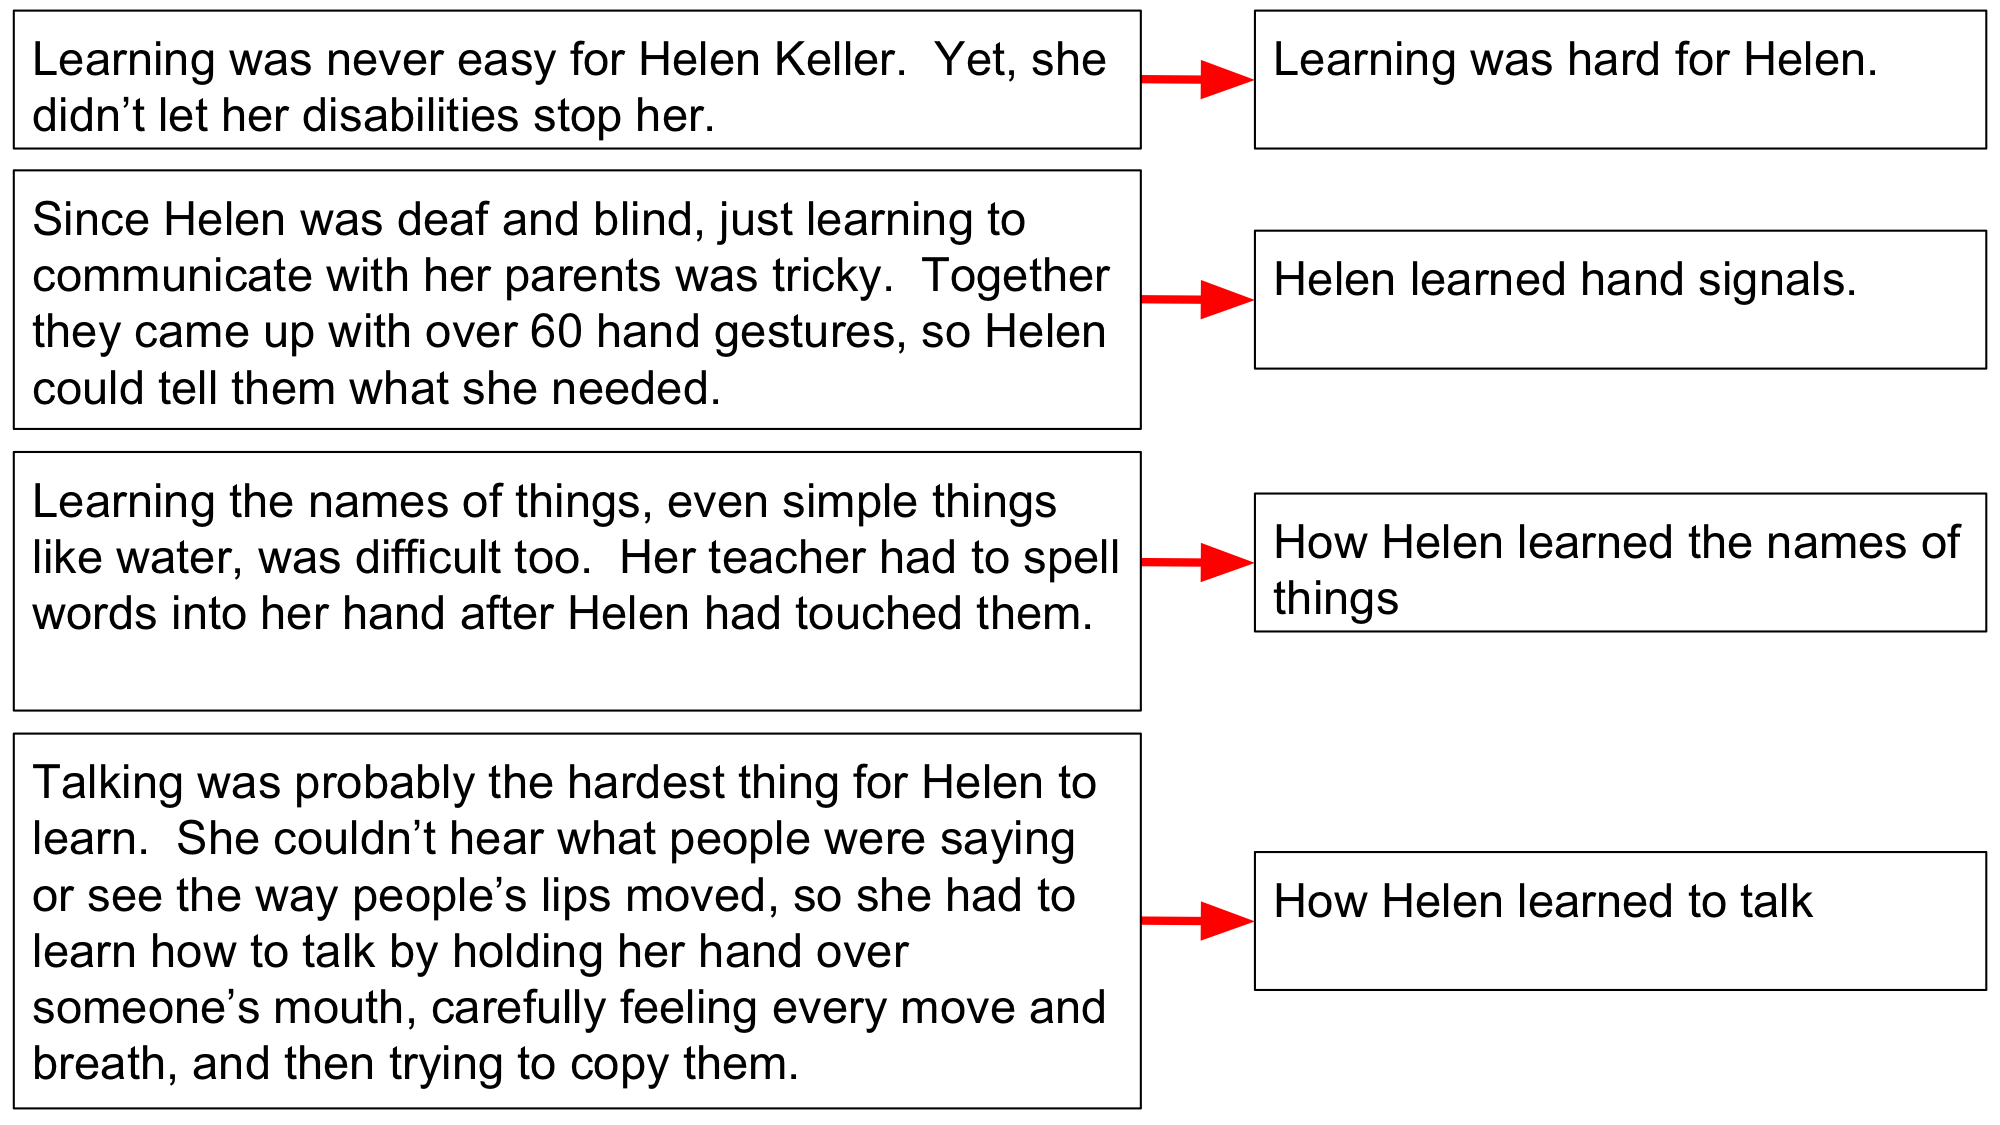 Learning was never easy for Helen Keller.  Yet, she
didn’t let her disabilities stop her.
Learning was hard for Helen.
Since Helen was deaf and blind, just learning to
communicate with her parents was tricky.  Together
they came up with over 60 hand gestures, so Helen
could tell them what she needed.
Helen learned hand signals.
Learning the names of things, even simple things
like water, was difficult too.  Her teacher had to spell
words into her hand after Helen had touched them.
How Helen learned the names of
things
Talking was probably the hardest thing for Helen to
learn.  She couldn’t hear what people were saying
or see the way people’s lips moved, so she had to
learn how to talk by holding her hand over
someone’s mouth, carefully feeling every move and
breath, and then trying to copy them.
How Helen learned to talk